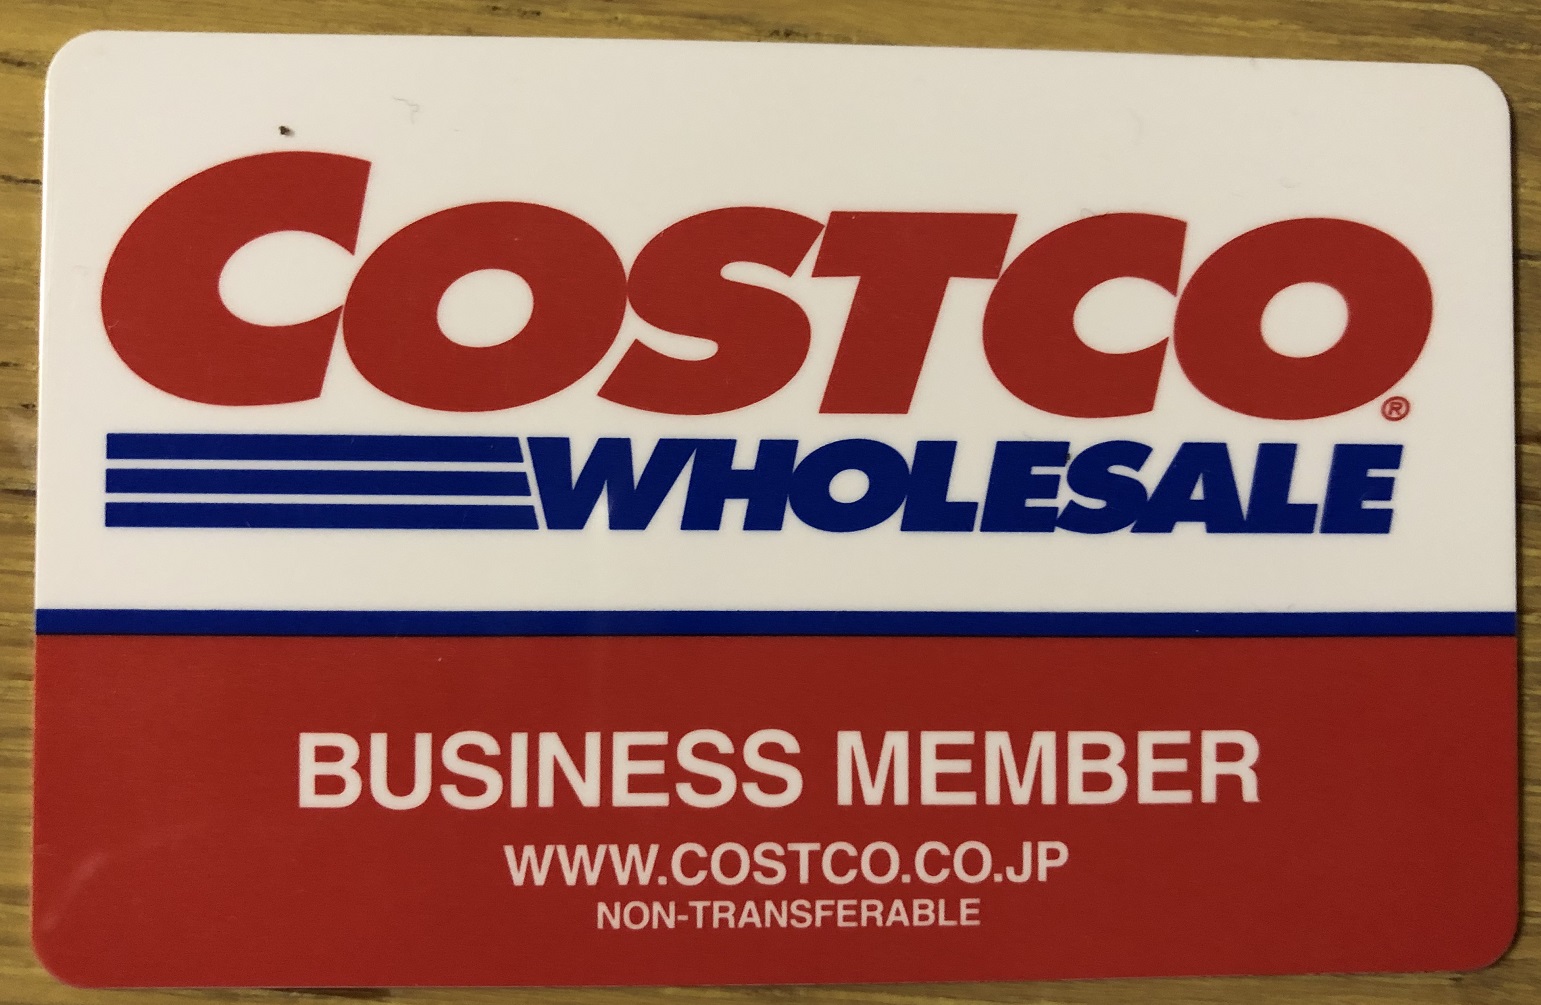 COSTCO®
WHOLESALE
BUSINESS MEMBER
WWW.COSTCO.CO.JP
NON-TRANSFERABLE